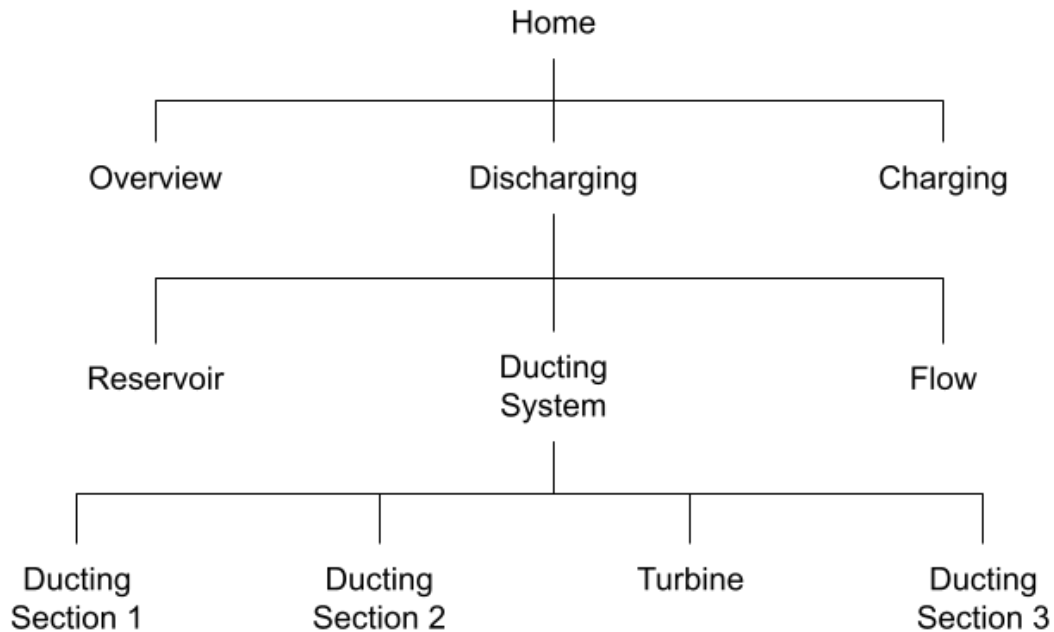 Home
Overview
Discharging
Charging
Reservoir
Ducting
System
Flow
Ducting
Section 1
Ducting
Section 2
Turbine
Ducting
Section 3